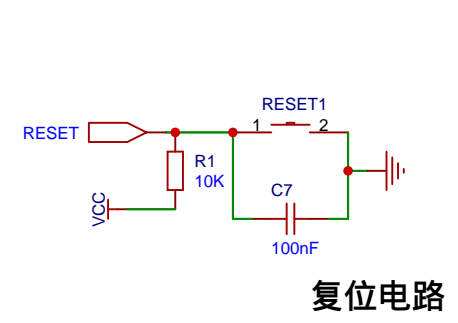 RESET1
RESET
1
2
R1
10K
C7
VCC
100nF
复位电路